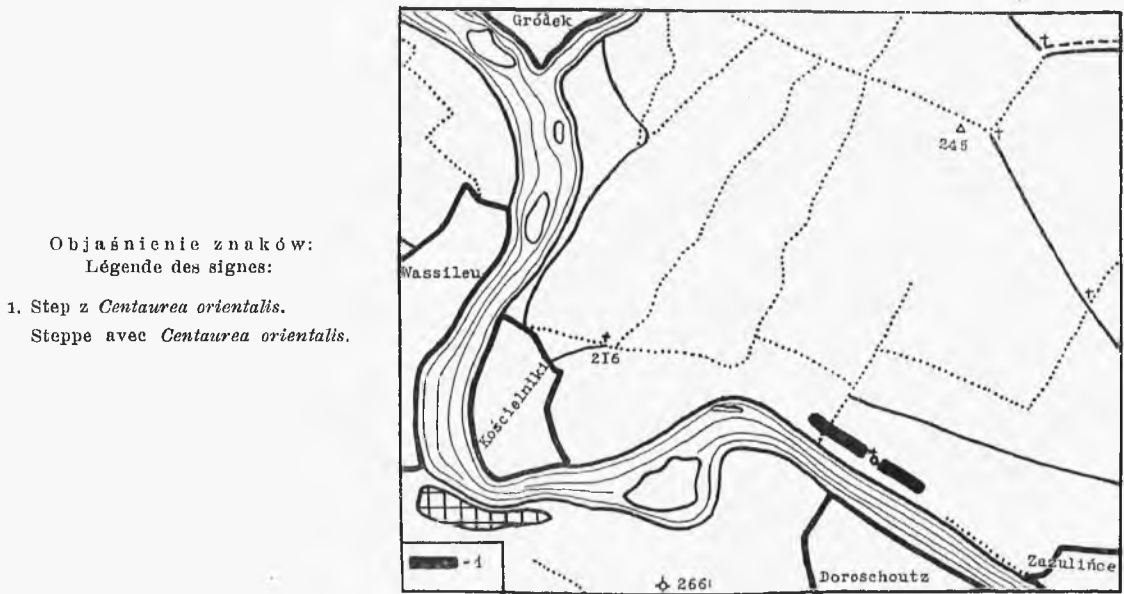 Objaśnienie znaków:
Légende des signes:
1. Step z Centaurea orientalis.
Steppe avec Centaurea orientalis.
Gródek
245
Wassileu
216
Kościelniki
Zazulińce
Doroschoutz
266
-1